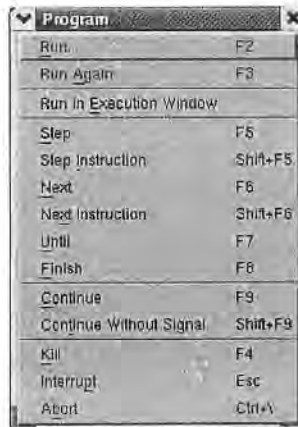 Program
Run... F2
Run Again F3
Run in Execution Window
Step F5
Step Instruction Shift+F5
Next F6
Next Instruction Shift+F6
Until F7
Finish F8
Continue F9
Continue Without Signal Shift+F9
Kill F4
Interrupt Esc
Abort Ctrl+\